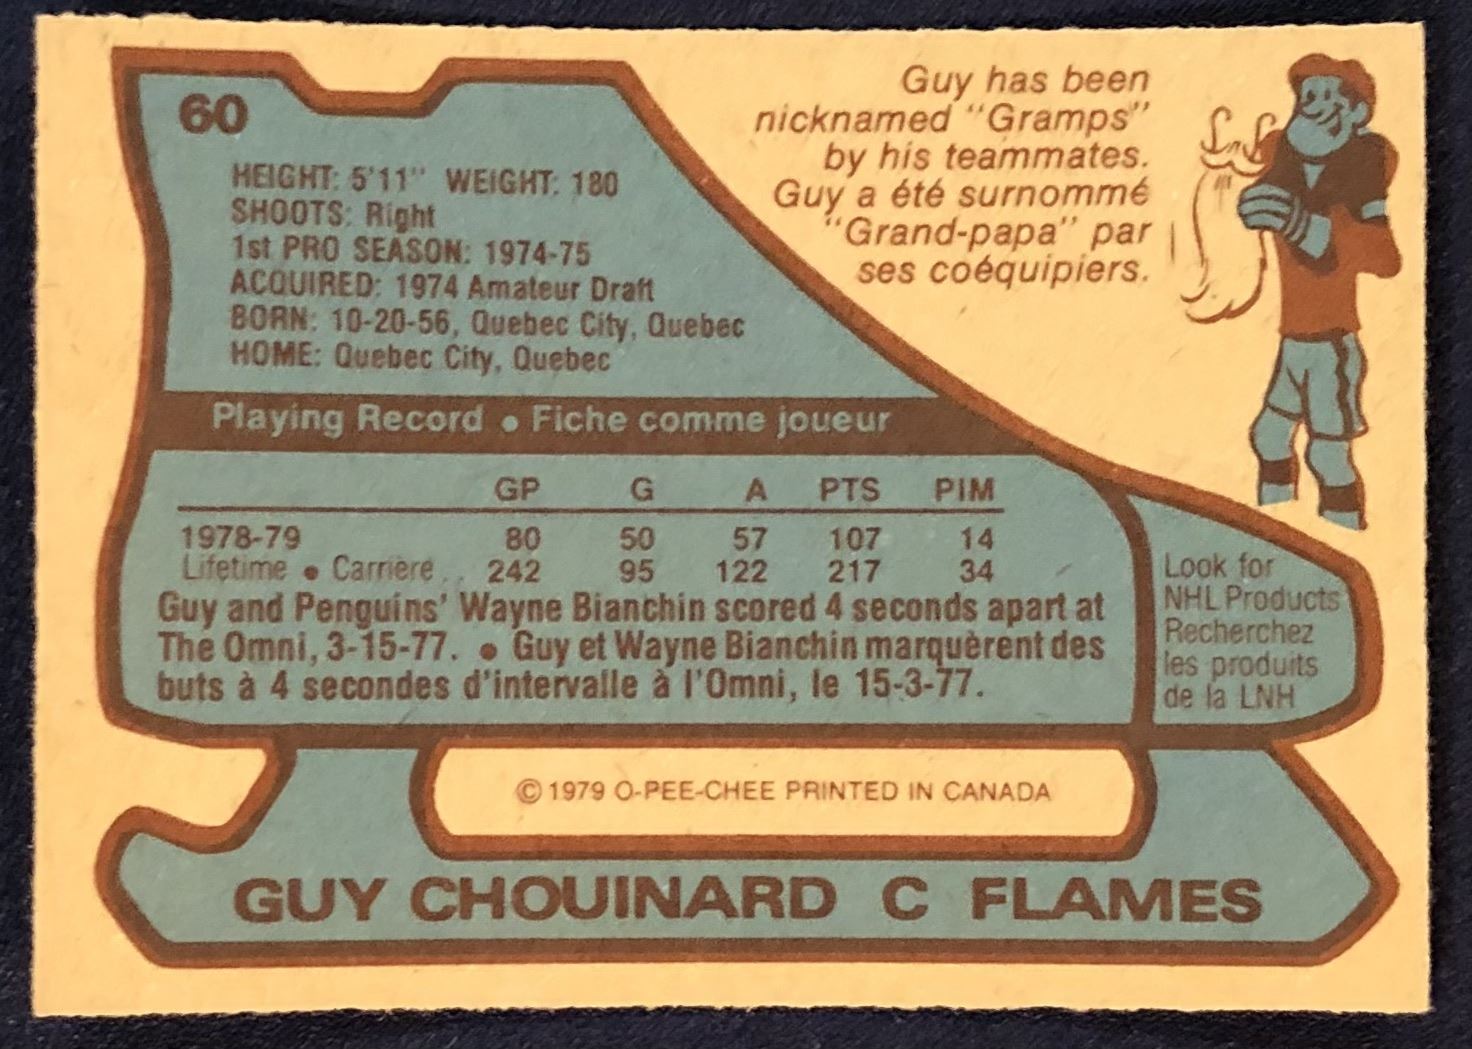 60
HEIGHT: 5'11" WEIGHT: 180
SHOOTS: Right
1st PRO SEASON: 1974-75
ACQUIRED: 1974 Amateur Draft
BORN: 10-20-56, Quebec City, Quebec
HOME: Quebec City, Quebec
Guy has been
nicknamed "Gramps"
by his teammates.
Guy a été surnommé
"Grand-papa" par
ses coéquipiers.
Playing Record • Fiche comme joueur
GP G A PTS PIM
1978-79 80 50 57 107 14
Lifetime • Carrière .. 242 95 122 217 34
Guy and Penguins' Wayne Bianchin scored 4 seconds apart at
The Omni, 3-15-77. • Guy et Wayne Bianchin marquèrent des
buts à 4 secondes d'intervalle à l'Omni, le 15-3-77.
Look for
NHL Products
Recherchez
les produits
de la LNH
© 1979 O-PEE-CHEE PRINTED IN CANADA
GUY CHOUINARD C FLAMES